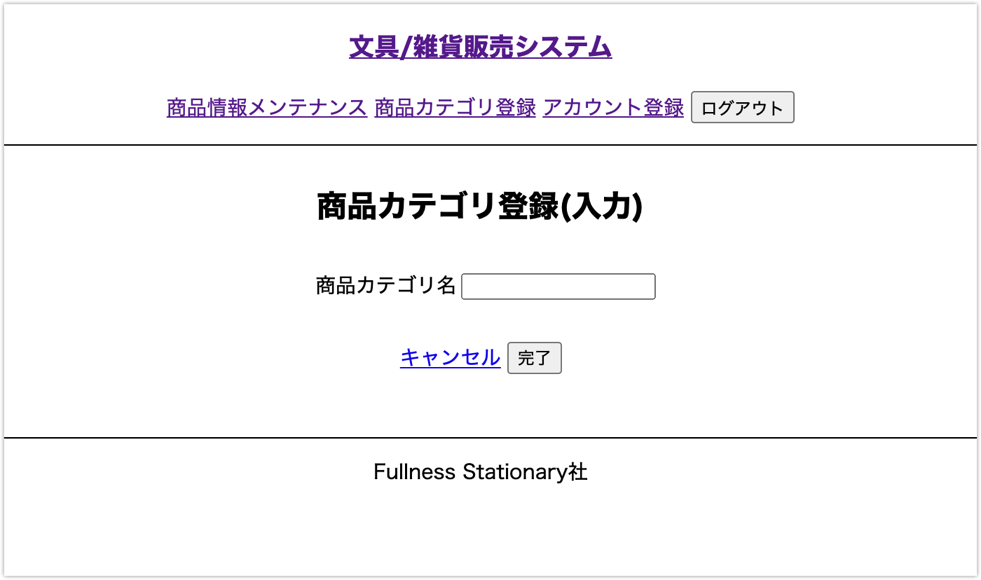 文具/雑貨販売システム
商品情報メンテナンス 商品カテゴリ登録 アカウント登録 ログアウト
商品カテゴリ登録(入力)
商品カテゴリ名
キャンセル 完了
Fullness Stationary社